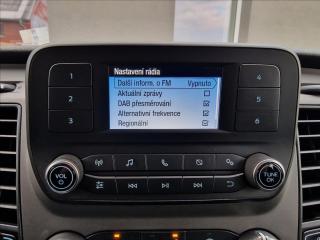 Nastavení rádia
1
Další inform. o FM Vypnuto
4
Aktuální zprávy
2
DAB přesměrování
5
Alternativní frekvence
3
Regionální
6
VOL
TUNE
OK